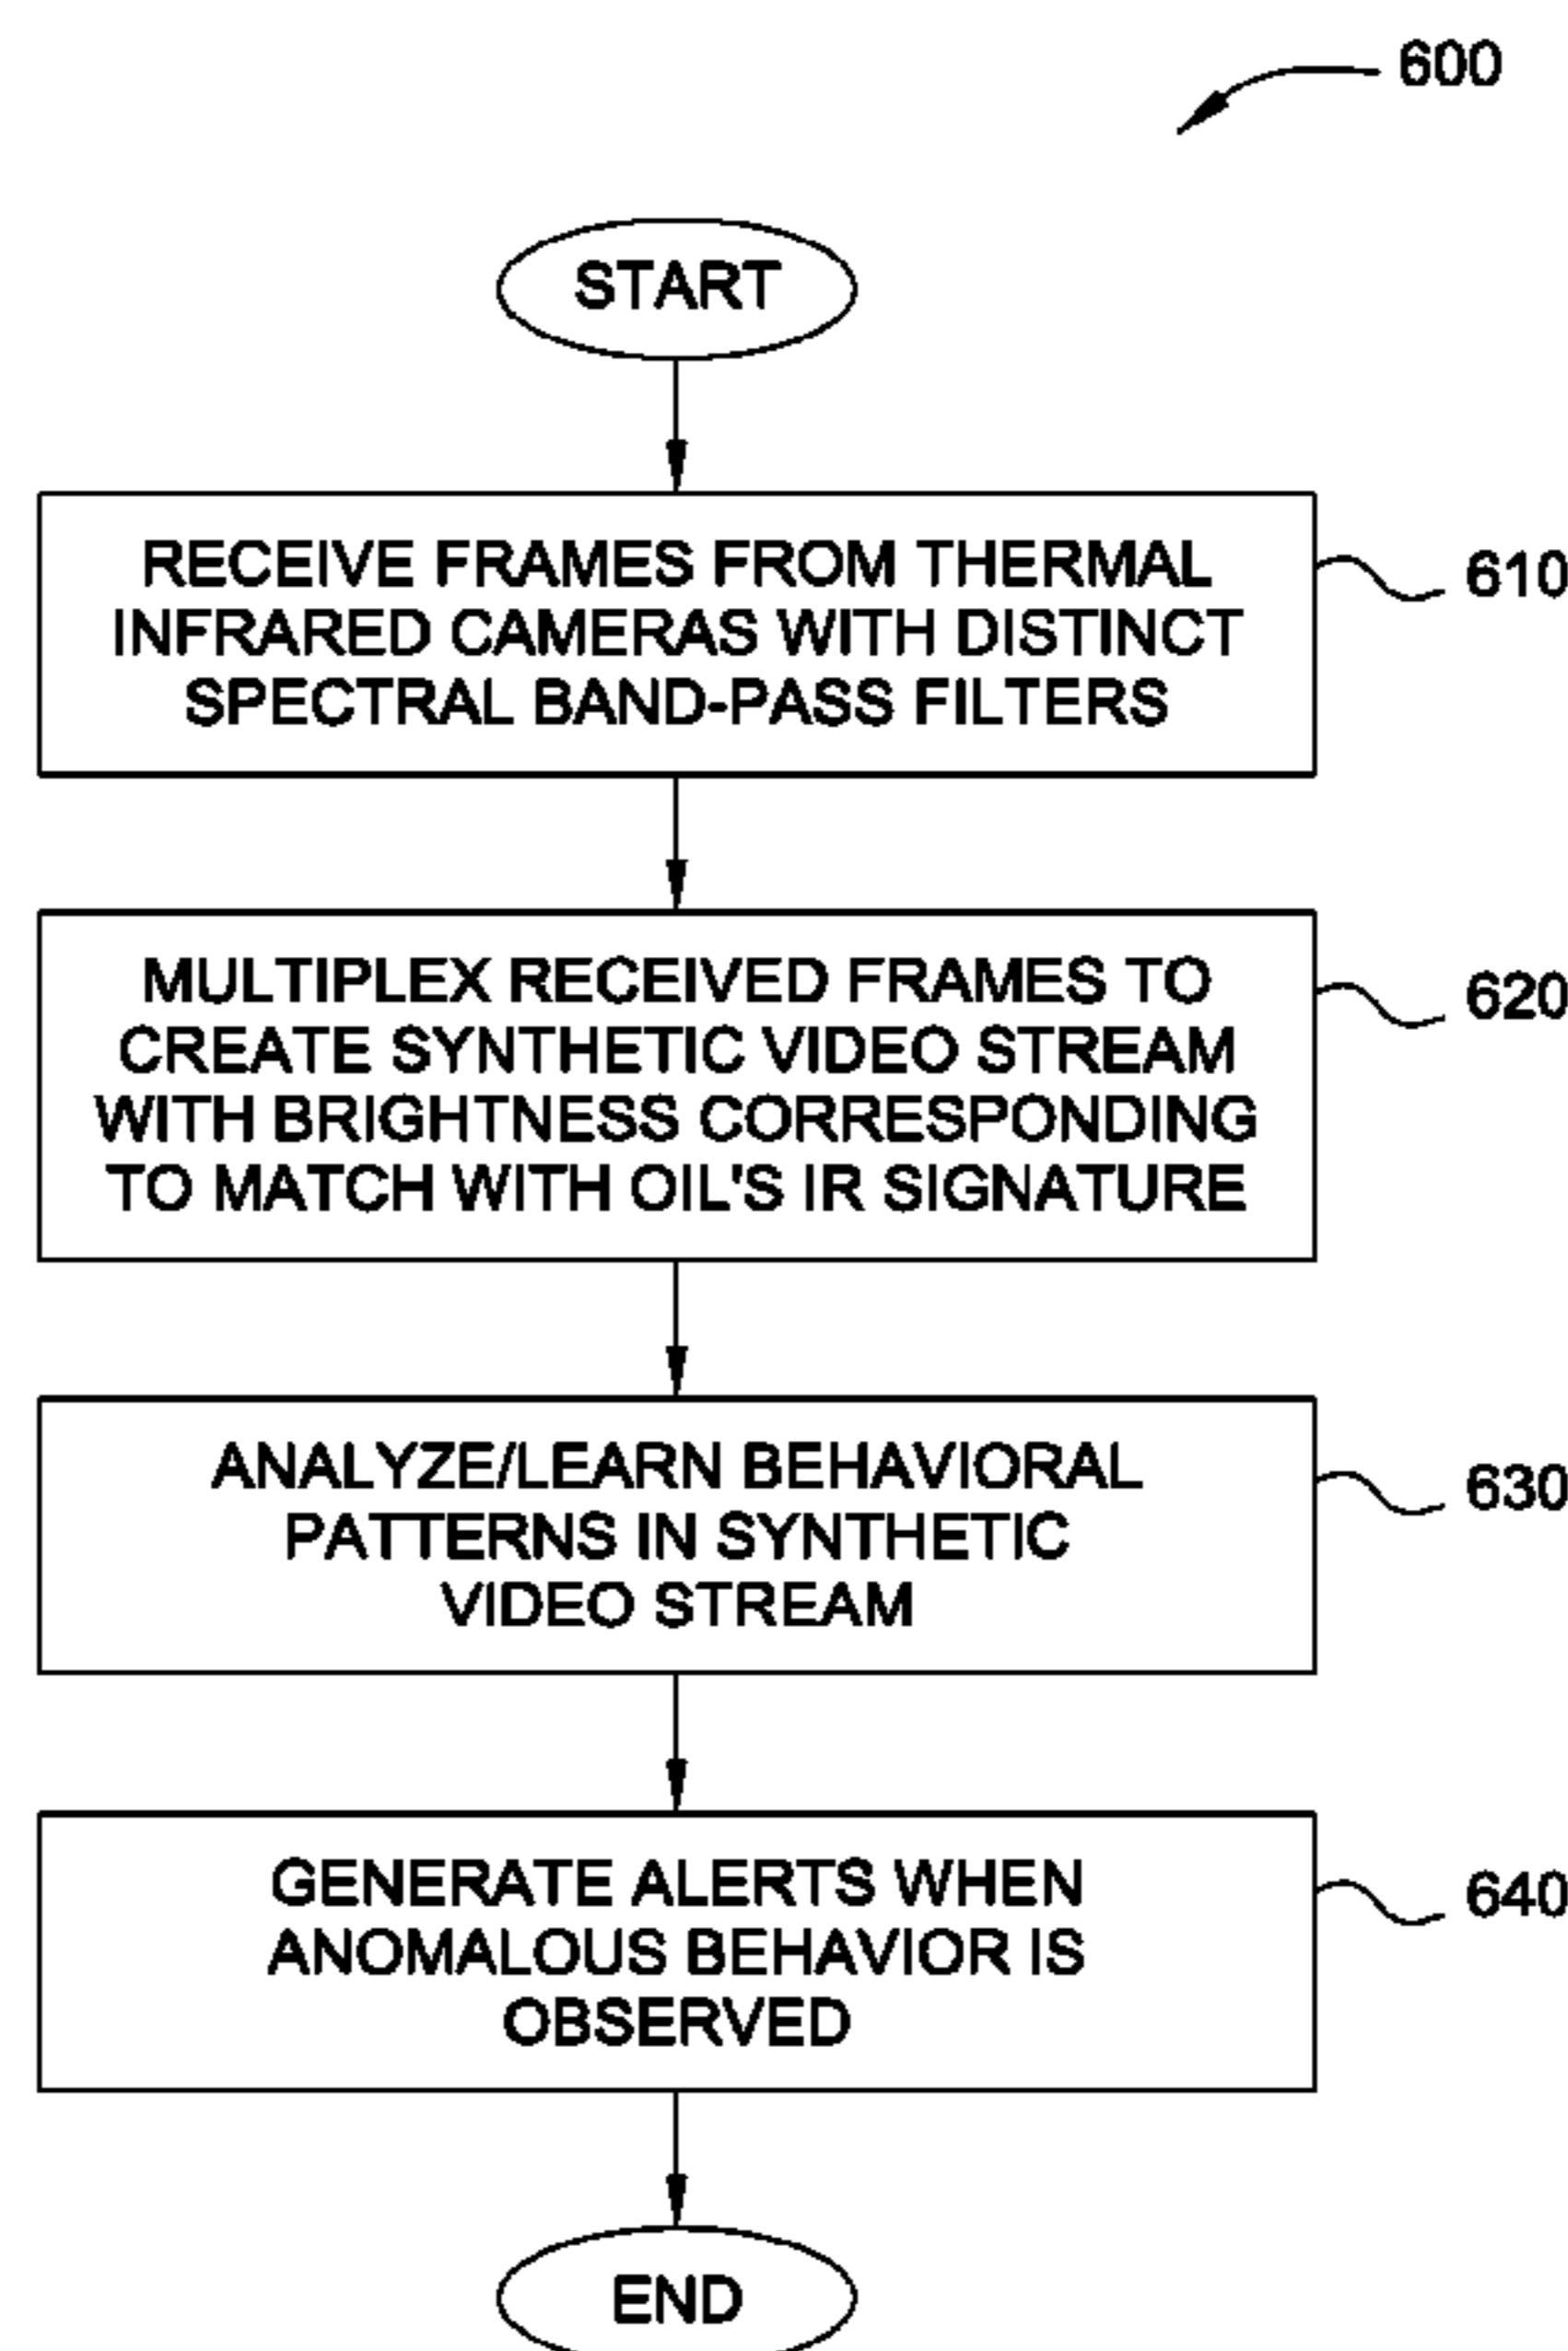 600
START
RECEIVE FRAMES FROM THERMAL
INFRARED CAMERAS WITH DISTINCT
SPECTRAL BAND-PASS FILTERS
610
MULTIPLEX RECEIVED FRAMES TO
CREATE SYNTHETIC VIDEO STREAM
WITH BRIGHTNESS CORRESPONDING
TO MATCH WITH OIL'S IR SIGNATURE
620
ANALYZE/LEARN BEHAVIORAL
PATTERNS IN SYNTHETIC
VIDEO STREAM
630
GENERATE ALERTS WHEN
ANOMALOUS BEHAVIOR IS
OBSERVED
640
END